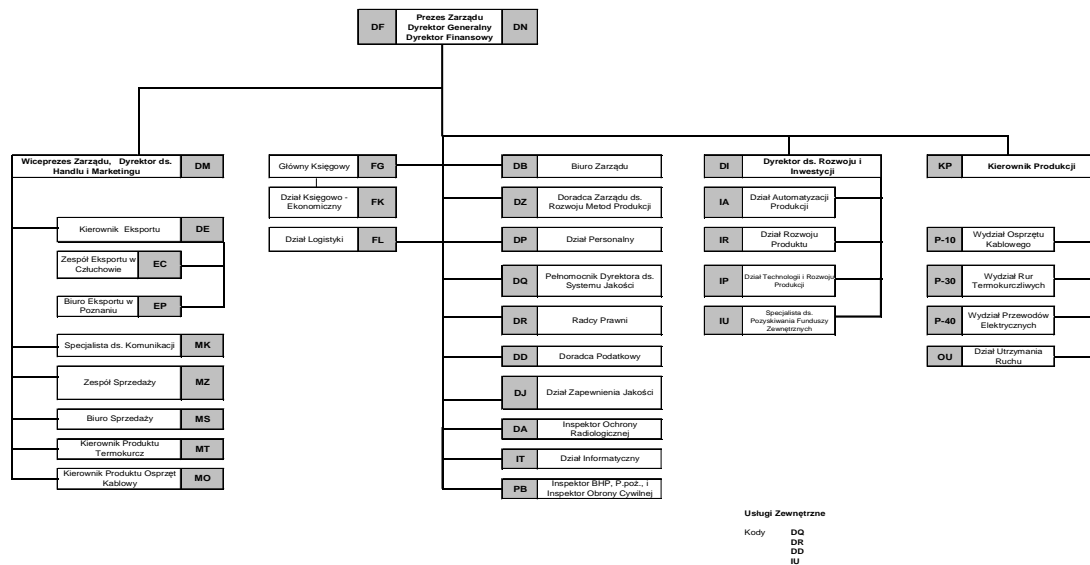 DF
Prezes Zarządu
Dyrektor Generalny
Dyrektor Finansowy
DN
Wiceprezes Zarządu, Dyrektor ds.
Handlu i Marketingu
DM
Kierownik Eksportu
DE
Zespół Eksportu w
Człuchowie
EC
Biuro Eksportu w
Poznaniu
EP
Specjalista ds. Komunikacji
MK
Zespół Sprzedaży
MZ
Biuro Sprzedaży
MS
Kierownik Produktu
Termokurcz
MT
Kierownik Produktu Osprzęt
Kablowy
MO
Główny Księgowy
FG
Dział Księgowo -
Ekonomiczny
FK
Dział Logistyki
FL
DB
Biuro Zarządu
DZ
Doradca Zarządu ds.
Rozwoju Metod Produkcji
DP
Dział Personalny
DQ
Pełnomocnik Dyrektora ds.
Systemu Jakości
DR
Radcy Prawni
DD
Doradca Podatkowy
DJ
Dział Zapewnienia Jakości
DA
Inspektor Ochrony
Radiologicznej
IT
Dział Informatyczny
PB
Inspektor BHP, P.poż., i
Inspektor Obrony Cywilnej
DI
Dyrektor ds. Rozwoju i
Inwestycji
IA
Dział Automatyzacji
Produkcji
IR
Dział Rozwoju
Produktu
IP
Dział Technologii i Rozwoju
Produkcji
IU
Specjalista ds.
Pozyskiwania Funduszy
Zewnętrznych
KP
Kierownik Produkcji
P-10
Wydział Osprzętu
Kablowego
P-30
Wydział Rur
Termokurczliwych
P-40
Wydział Przewodów
Elektrycznych
OU
Dział Utrzymania
Ruchu
Usługi Zewnętrzne
Kody DQ
DR
DD
IU